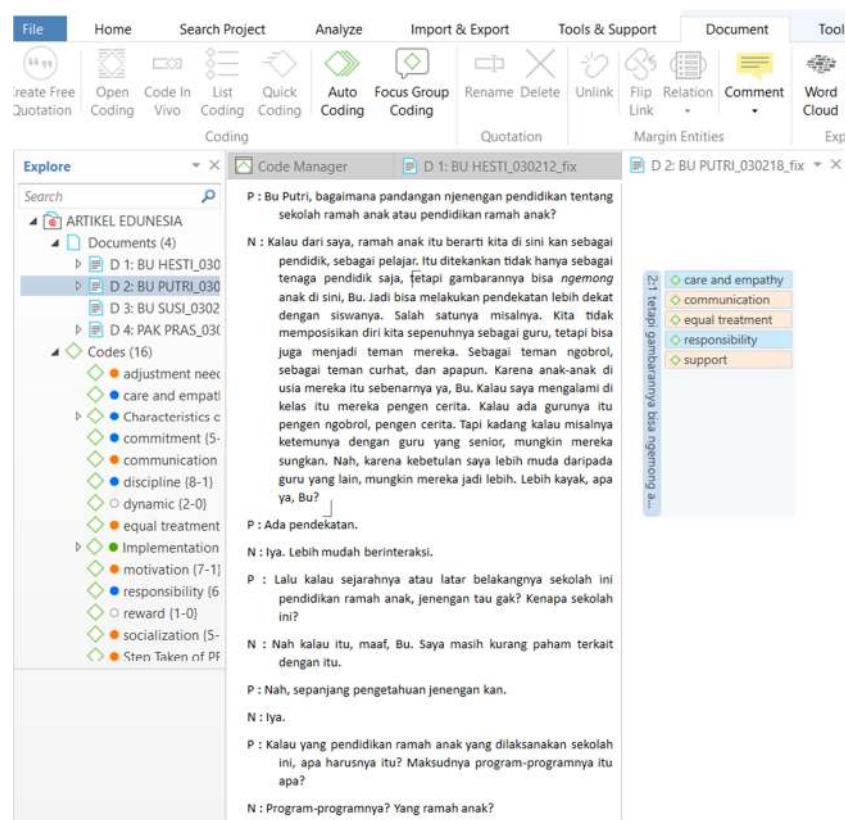 File Home Search Project Analyze Import & Export Tools & Support Document Tool
reate Free Quotation
Open Coding
Code In Vivo
List Coding
Quick Coding
Auto Coding
Focus Group Coding
Rename
Delete
Unlink
Flip Link
Relation
Comment
Word Cloud
Coding
Quotation
Margin Entities
Exp
Explore
Code Manager
D 1: BU HESTI_030212_fix
D 2: BU PUTRI_030218_fix
Search
ARTIKEL EDUNESIA
Documents (4)
D 1: BU HESTI_030
D 2: BU PUTRI_030
D 3: BU SUSI_0302
D 4: PAK PRAS_03(
Codes (16)
adjustment need
care and empatl
Characteristics c
commitment {5-
communication
discipline {8-1}
dynamic {2-0}
equal treatment
Implementation
motivation {7-1}
responsibility {6
reward {1-0}
socialization {5-
Step Taken of PF
P : Bu Putri, bagaimana pandangan njenengan pendidikan tentang
sekolah ramah anak atau pendidikan ramah anak?
N : Kalau dari saya, ramah anak itu berarti kita di sini kan sebagai
pendidik, sebagai pelajar. Itu ditekankan tidak hanya sebagai
tenaga pendidik saja, tetapi gambarannya bisa ngemong
anak di sini, Bu. Jadi bisa melakukan pendekatan lebih dekat
dengan siswanya. Salah satunya misalnya. Kita tidak
memposisikan diri kita sepenuhnya sebagai guru, tetapi bisa
juga menjadi teman mereka. Sebagai teman ngobrol,
sebagai teman curhat, dan apapun. Karena anak-anak di
usia mereka itu sebenarnya ya, Bu. Kalau saya mengalami di
kelas itu mereka pengen cerita. Kalau ada gurunya itu
pengen ngobrol, pengen cerita. Tapi kadang kalau misalnya
ketemunya dengan guru yang senior, mungkin mereka
sungkan. Nah, karena kebetulan saya lebih muda daripada
guru yang lain, mungkin mereka jadi lebih. Lebih kayak, apa
ya, Bu?
P : Ada pendekatan.
N : Iya. Lebih mudah berinteraksi.
P : Lalu kalau sejarahnya atau latar belakangnya sekolah ini
pendidikan ramah anak, jenengan tau gak? Kenapa sekolah
ini?
N : Nah kalau itu, maaf, Bu. Saya masih kurang paham terkait
dengan itu.
P : Nah, sepanjang pengetahuan jenengan kan.
N : Iya.
P : Kalau yang pendidikan ramah anak yang dilaksanakan sekolah
ini, apa harusnya itu? Maksudnya program-programnya itu
apa?
N : Program-programnya? Yang ramah anak?
2:1 tetapi gambarannya bisa ngemong a...
care and empathy
communication
equal treatment
responsibility
support